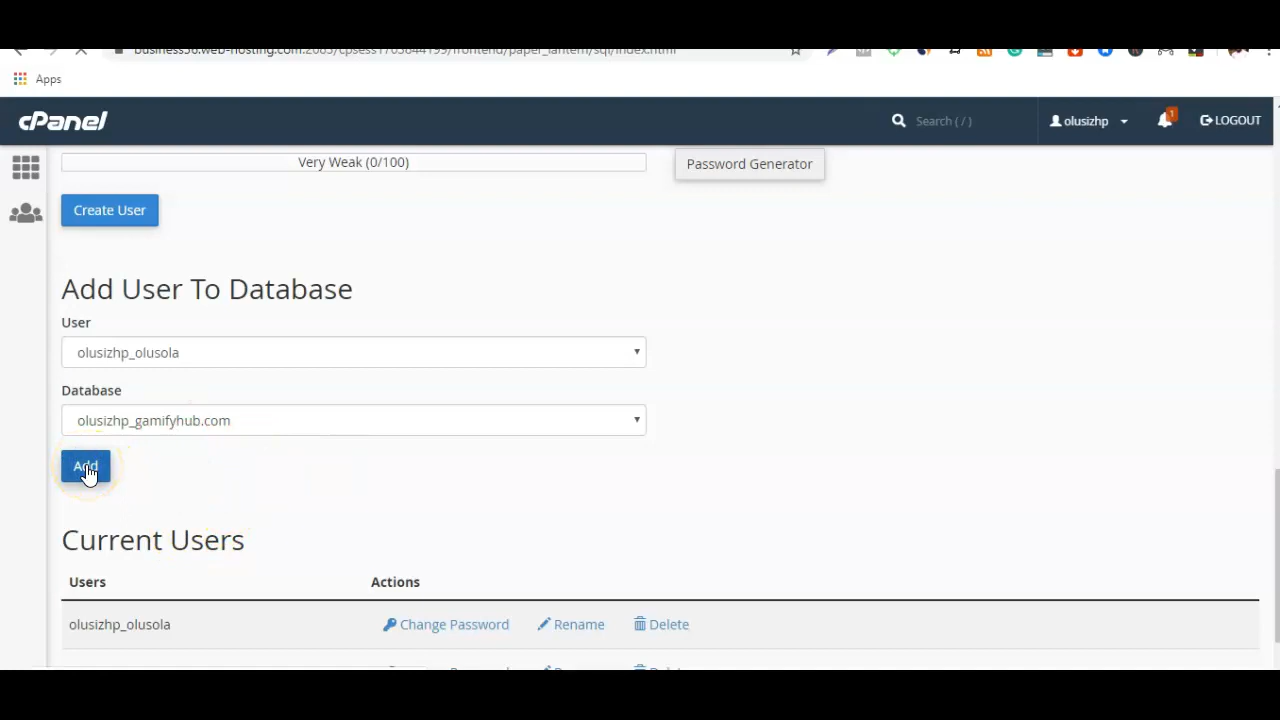 Apps
cPanel
Search ( / )
olusizhp
1
LOGOUT
Very Weak (0/100)
Password Generator
Create User
Add User To Database
User
olusizhp_olusola
Database
olusizhp_gamifyhub.com
Add
Current Users
Users
Actions
olusizhp_olusola
Change Password
Rename
Delete